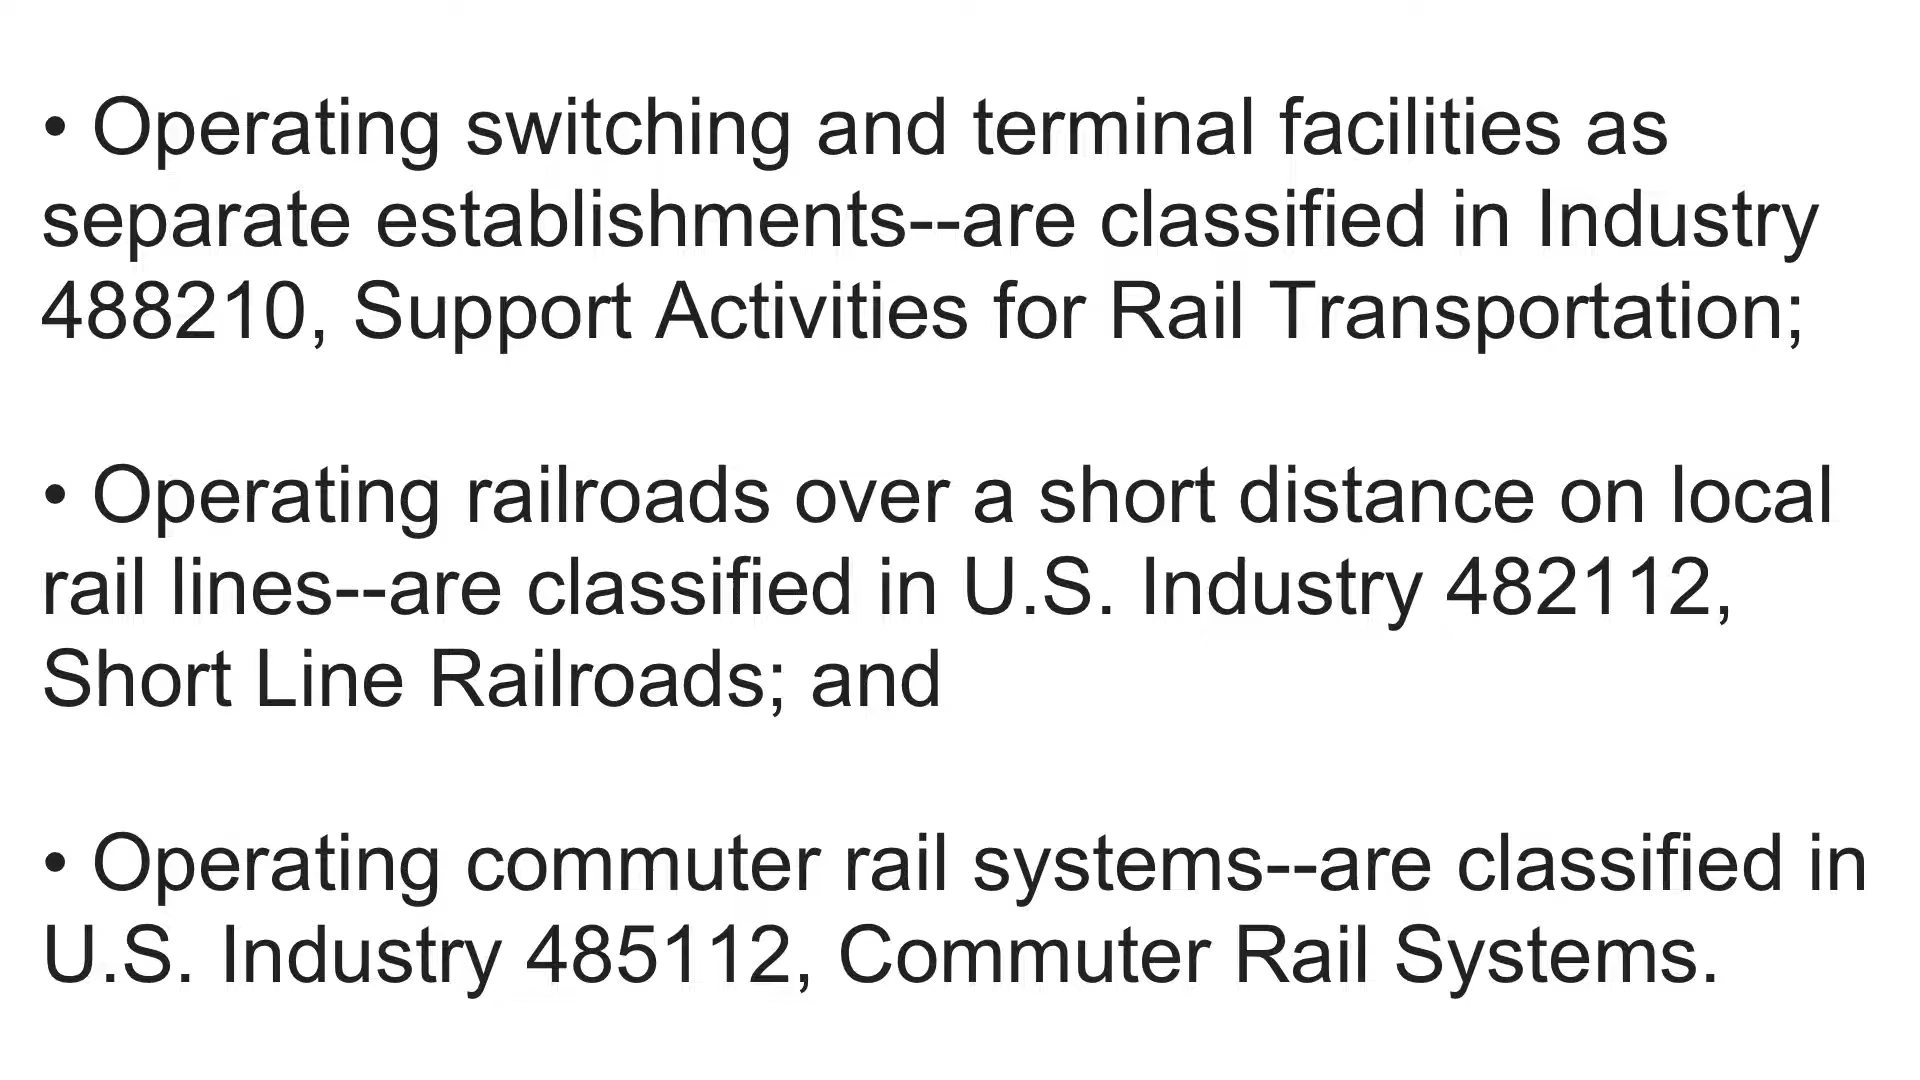 • Operating switching and terminal facilities as
separate establishments--are classified in Industry
488210, Support Activities for Rail Transportation;
• Operating railroads over a short distance on local
rail lines--are classified in U.S. Industry 482112,
Short Line Railroads; and
• Operating commuter rail systems--are classified in
U.S. Industry 485112, Commuter Rail Systems.